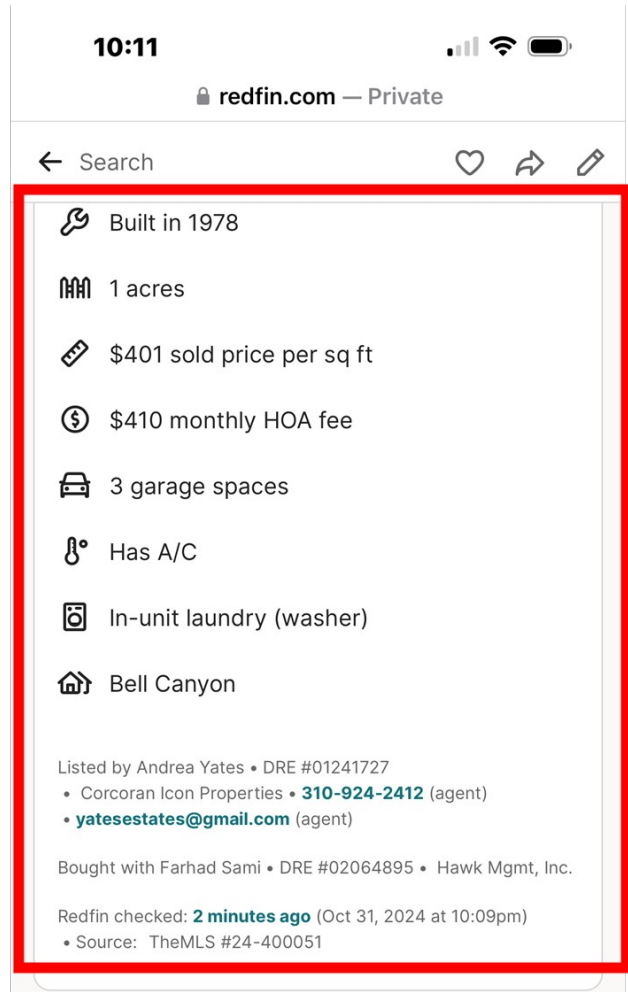 10:11
redfin.com — Private
Search
Built in 1978
1 acres
$401 sold price per sq ft
$410 monthly HOA fee
3 garage spaces
Has A/C
In-unit laundry (washer)
Bell Canyon
Listed by Andrea Yates • DRE #01241727
• Corcoran Icon Properties • 310-924-2412 (agent)
• yatesestates@gmail.com (agent)
Bought with Farhad Sami • DRE #02064895 • Hawk Mgmt, Inc.
Redfin checked: 2 minutes ago (Oct 31, 2024 at 10:09pm)
• Source: TheMLS #24-400051